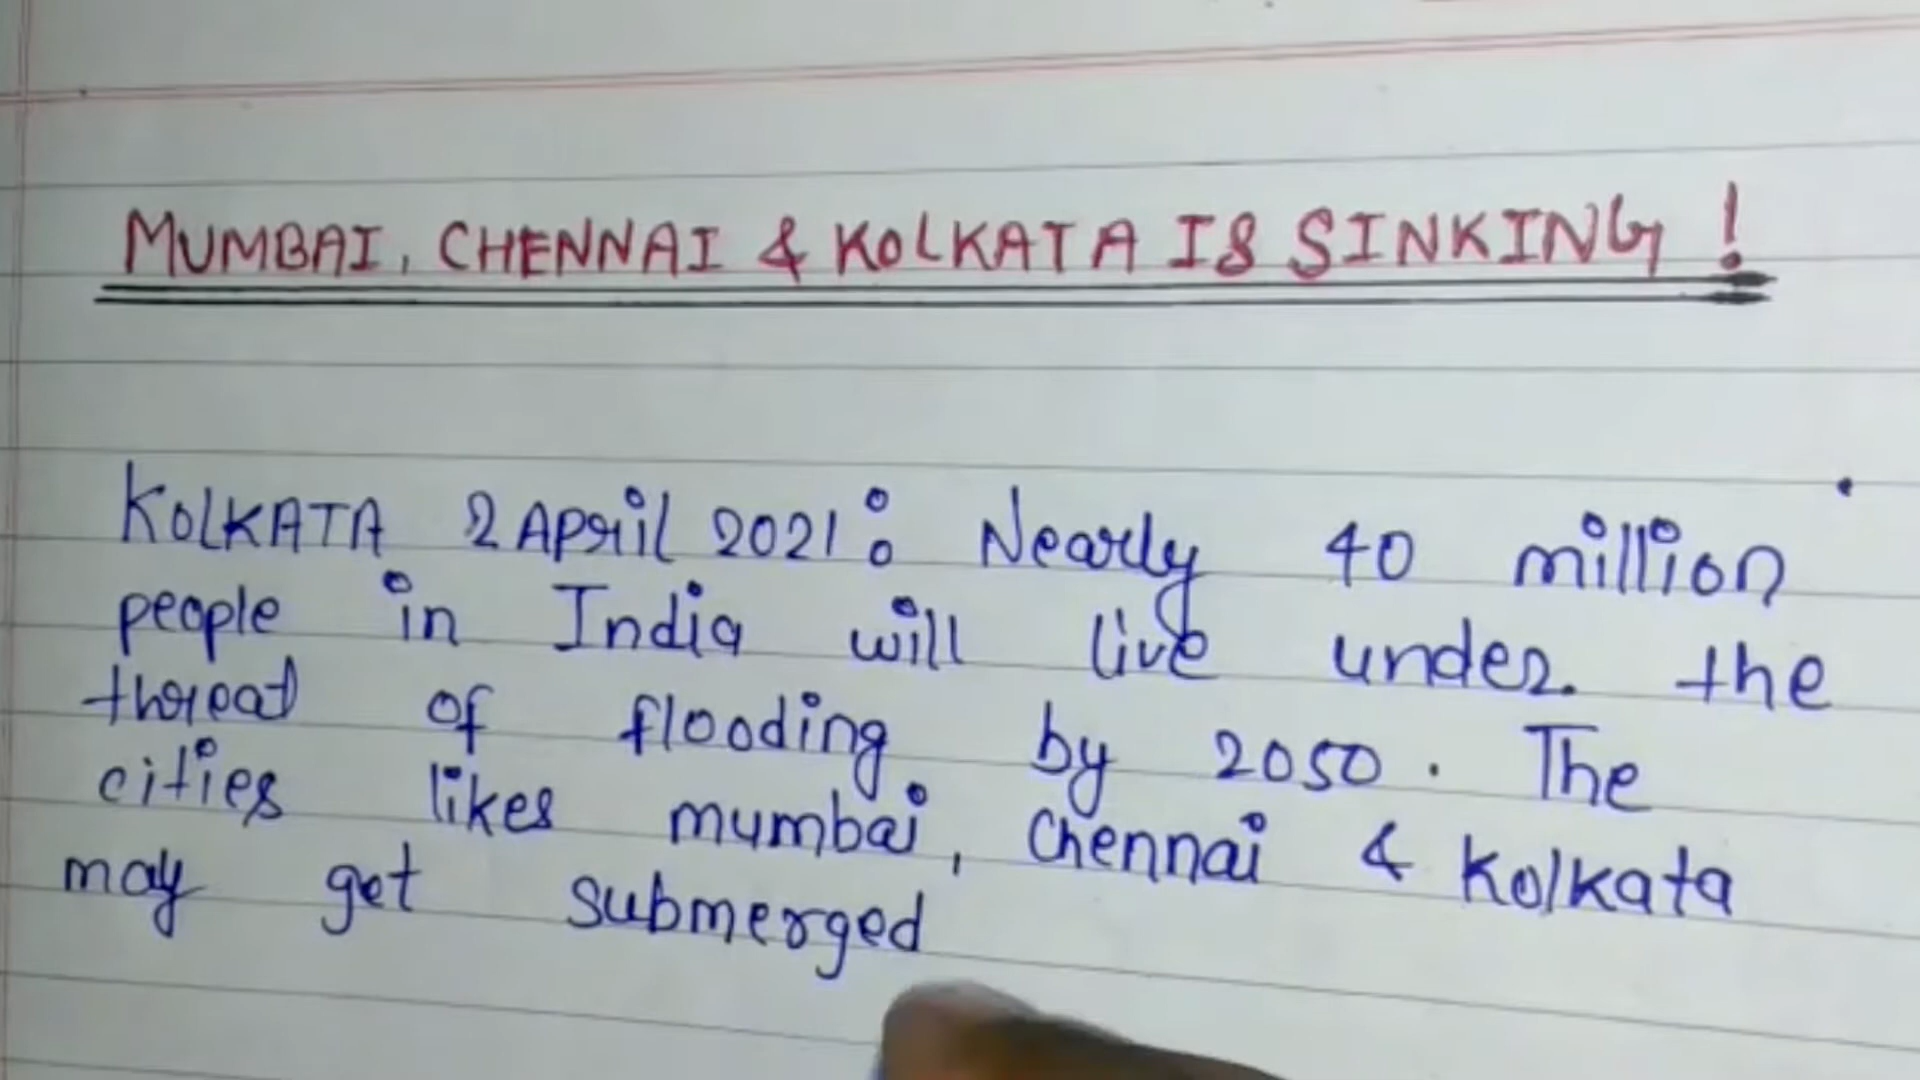 MUMBAI, CHENNAI & KOLKATA IS SINKING !
KOLKATA 2 April 2021 : Nearly 40 million
people in India will live under the
threat of flooding by 2050. The
cities likes mumbai, Chennai & Kolkata
may get submerged